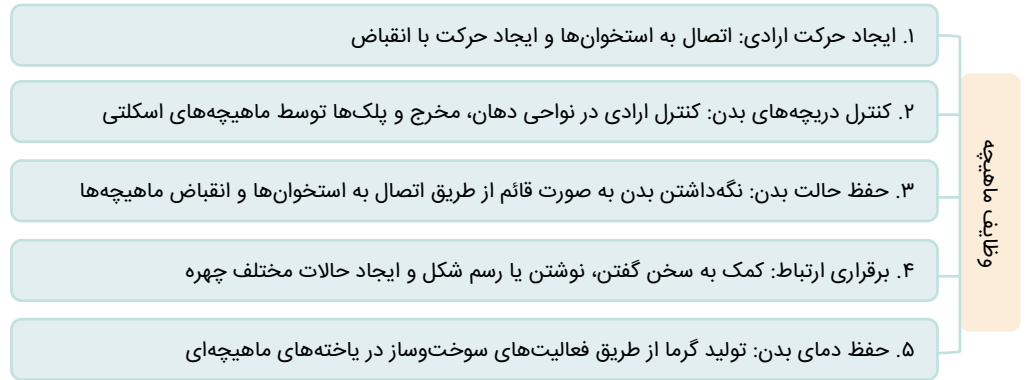 وظایف ماهیچه
۱. ایجاد حرکت ارادی: اتصال به استخوان‌ها و ایجاد حرکت با انقباض
۲. کنترل دریچه‌های بدن: کنترل ارادی در نواحی دهان، مخرج و پلک‌ها توسط ماهیچه‌های اسکلتی
۳. حفظ حالت بدن: نگه‌داشتن بدن به صورت قائم از طریق اتصال به استخوان‌ها و انقباض ماهیچه‌ها
۴. برقراری ارتباط: کمک به سخن گفتن، نوشتن یا رسم شکل و ایجاد حالات مختلف چهره
۵. حفظ دمای بدن: تولید گرما از طریق فعالیت‌های سوخت‌وساز در یاخته‌های ماهیچه‌ای